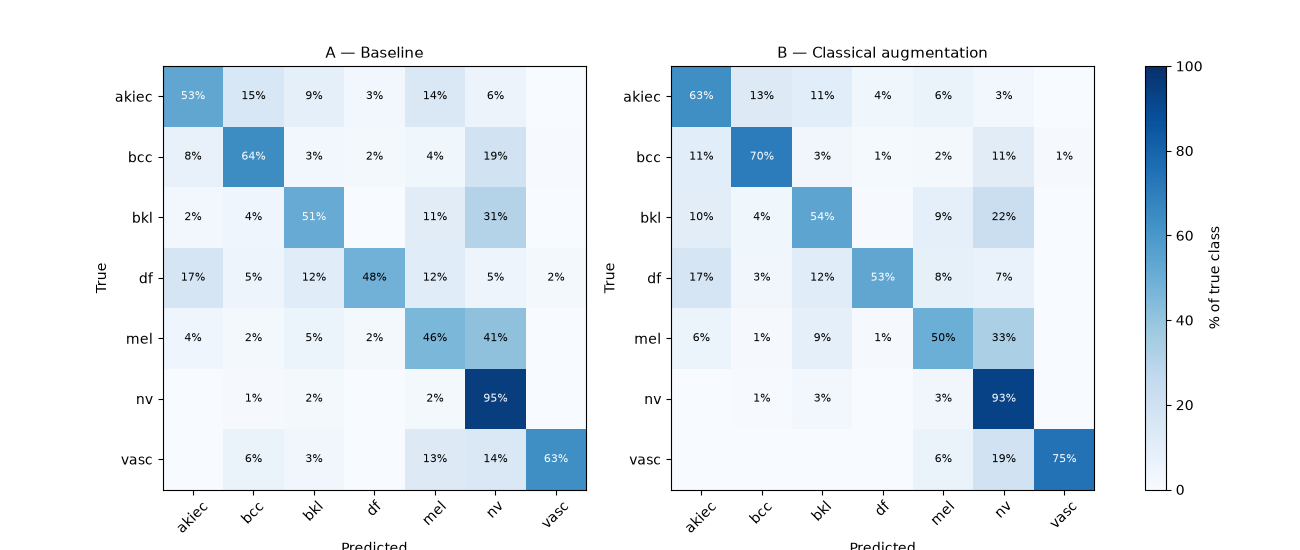 A — Baseline
B — Classical augmentation
True
akiec 53% 15% 9% 3% 14% 6%
bcc 8% 64% 3% 2% 4% 19%
bkl 2% 4% 51% 11% 31%
df 17% 5% 12% 48% 12% 5% 2%
mel 4% 2% 5% 2% 46% 41%
nv 1% 2% 2% 95%
vasc 6% 3% 13% 14% 63%
akiec bcc bkl df mel nv vasc
Predicted
True
akiec 63% 13% 11% 4% 6% 3%
bcc 11% 70% 3% 1% 2% 11% 1%
bkl 10% 4% 54% 9% 22%
df 17% 3% 12% 53% 8% 7%
mel 6% 1% 9% 1% 50% 33%
nv 1% 3% 3% 93%
vasc 6% 19% 75%
akiec bcc bkl df mel nv vasc
Predicted
100
80
60
40
20
0
% of true class